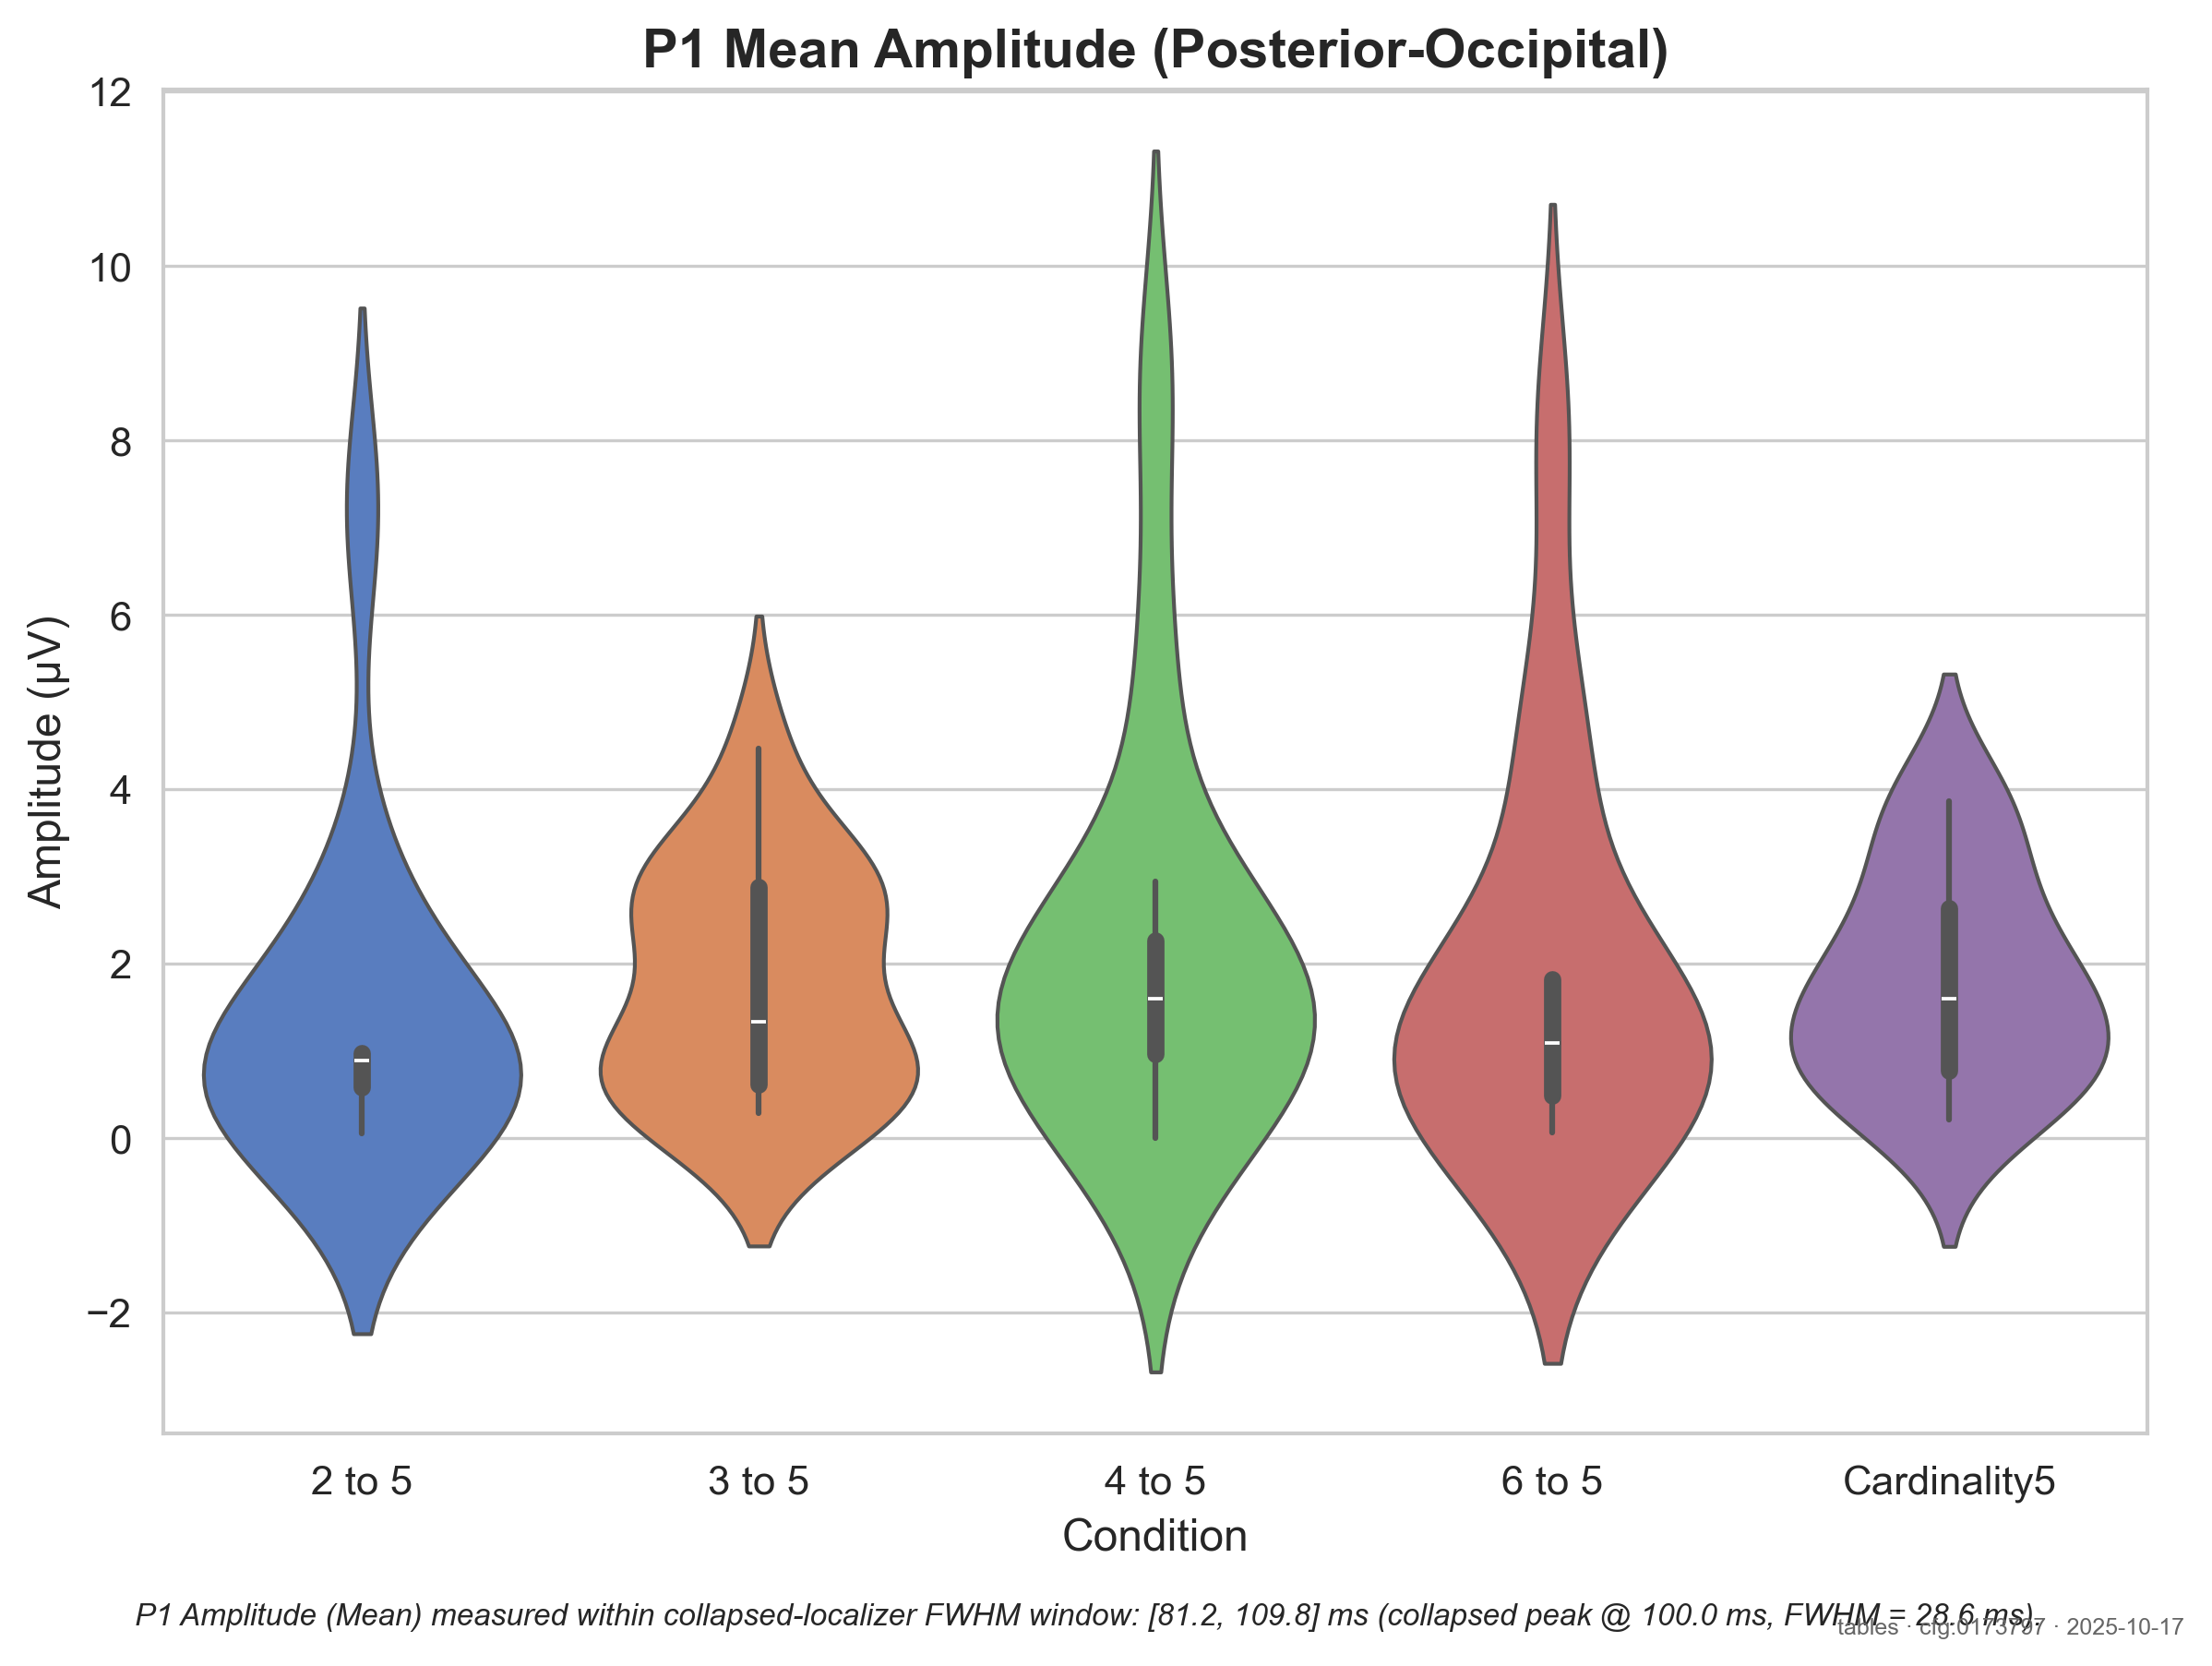 P1 Mean Amplitude (Posterior-Occipital)
12
10
8
6
4
2
0
−2
Amplitude (μV)
2 to 5
3 to 5
4 to 5
6 to 5
Cardinality5
Condition
P1 Amplitude (Mean) measured within collapsed-localizer FWHM window: [81.2, 109.8] ms (collapsed peak @ 100.0 ms, FWHM = 28.6 ms).
tables · cfg:0173797 · 2025-10-17